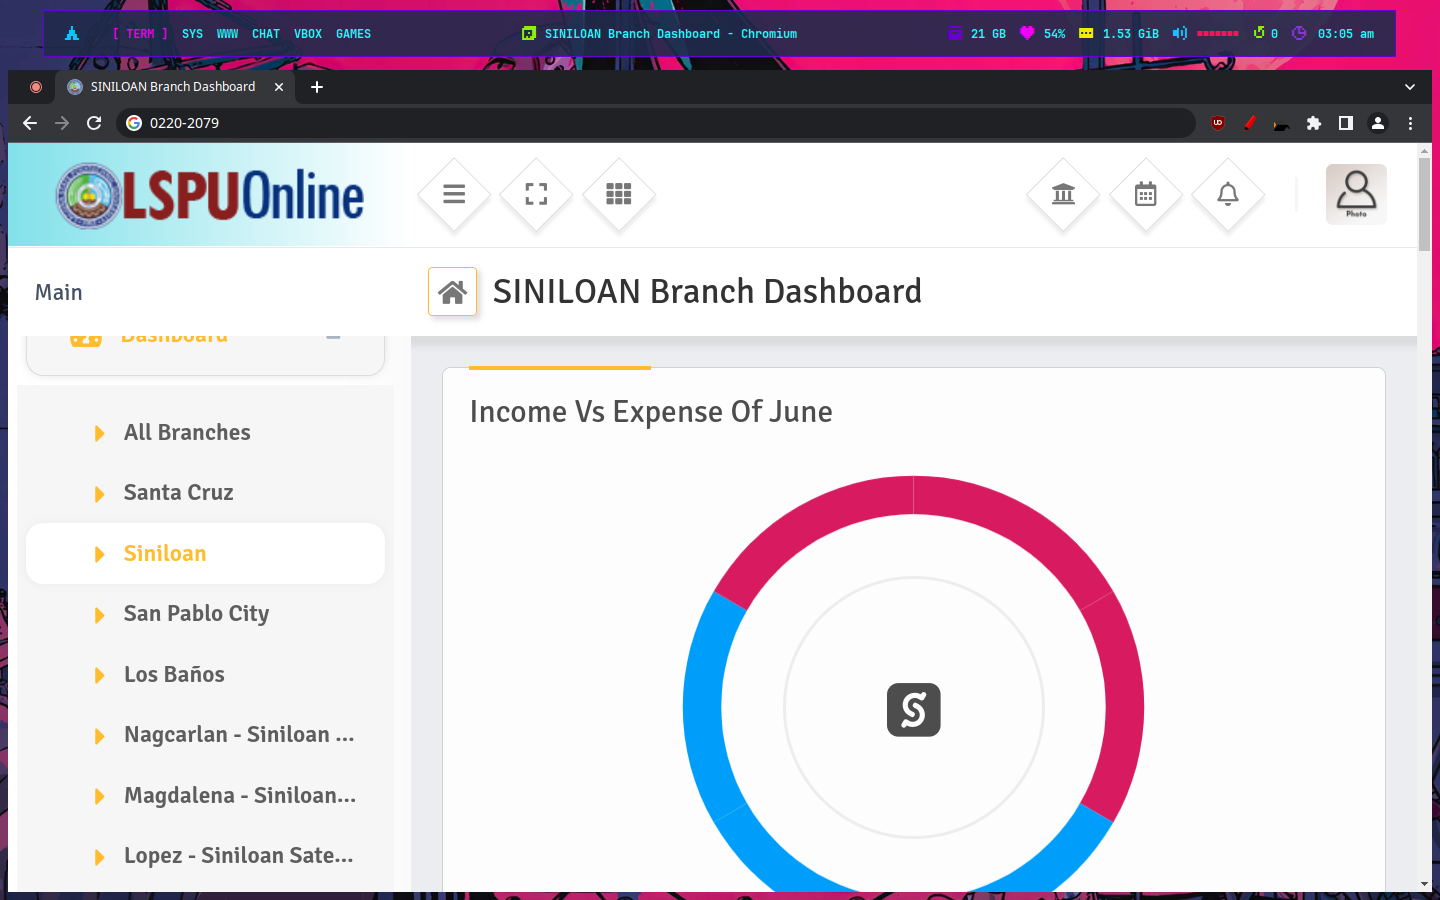 [ TERM ] SYS WWW CHAT VBOX GAMES
SINILOAN Branch Dashboard - Chromium
21 GB 54% 1.53 GiB 0 03:05 am
SINILOAN Branch Dashboard
0220-2079
LSPUOnline
Photo
Main
SINILOAN Branch Dashboard
Dashboard
All Branches
Santa Cruz
Siniloan
San Pablo City
Los Baños
Nagcarlan - Siniloan ...
Magdalena - Siniloan...
Lopez - Siniloan Sate...
Income Vs Expense Of June